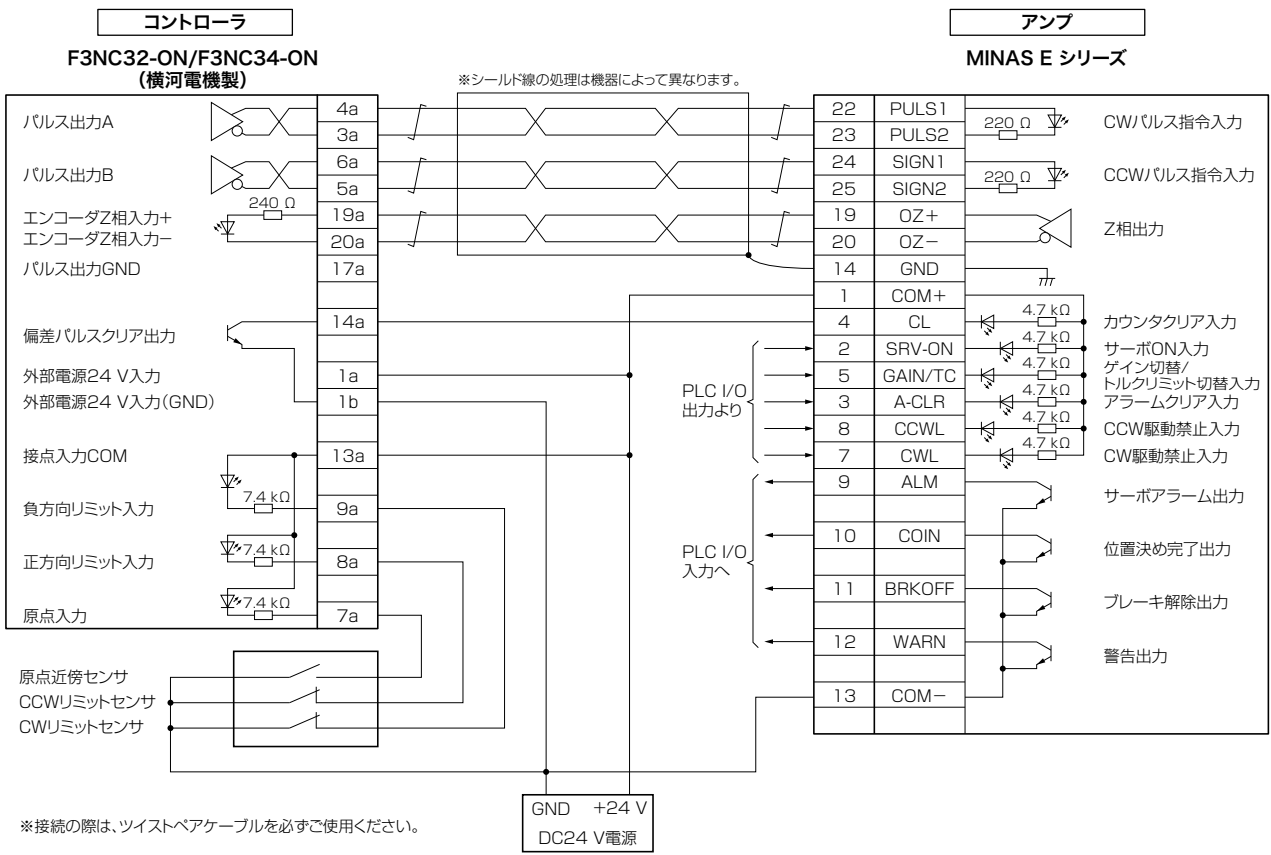 コントローラ
F3NC32-ON/F3NC34-ON
(横河電機製)
アンプ
MINAS E シリーズ
※シールド線の処理は機器によって異なります。
パルス出力A
4a
3a
パルス出力B
6a
5a
エンコーダZ相入力+
240 Ω
19a
エンコーダZ相入力−
20a
パルス出力GND
17a
偏差パルスクリア出力
14a
外部電源24 V入力
1a
外部電源24 V入力(GND)
1b
接点入力COM
13a
負方向リミット入力
7.4 kΩ
9a
正方向リミット入力
7.4 kΩ
8a
原点入力
7.4 kΩ
7a
原点近傍センサ
CCWリミットセンサ
CWリミットセンサ
PLC I/O
出力より
PLC I/O
入力へ
22 PULS1
23 PULS2
220 Ω
CWパルス指令入力
24 SIGN1
25 SIGN2
220 Ω
CCWパルス指令入力
19 OZ+
20 OZ−
Z相出力
14 GND
1 COM+
4 CL 4.7 kΩ カウンタクリア入力
2 SRV-ON 4.7 kΩ サーボON入力
5 GAIN/TC 4.7 kΩ ゲイン切替/
トルクリミット切替入力
3 A-CLR 4.7 kΩ アラームクリア入力
8 CCWL 4.7 kΩ CCW駆動禁止入力
7 CWL 4.7 kΩ CW駆動禁止入力
9 ALM サーボアラーム出力
10 COIN 位置決め完了出力
11 BRKOFF ブレーキ解除出力
12 WARN 警告出力
13 COM−
GND +24 V
DC24 V電源
※接続の際は、ツイストペアケーブルを必ずご使用ください。